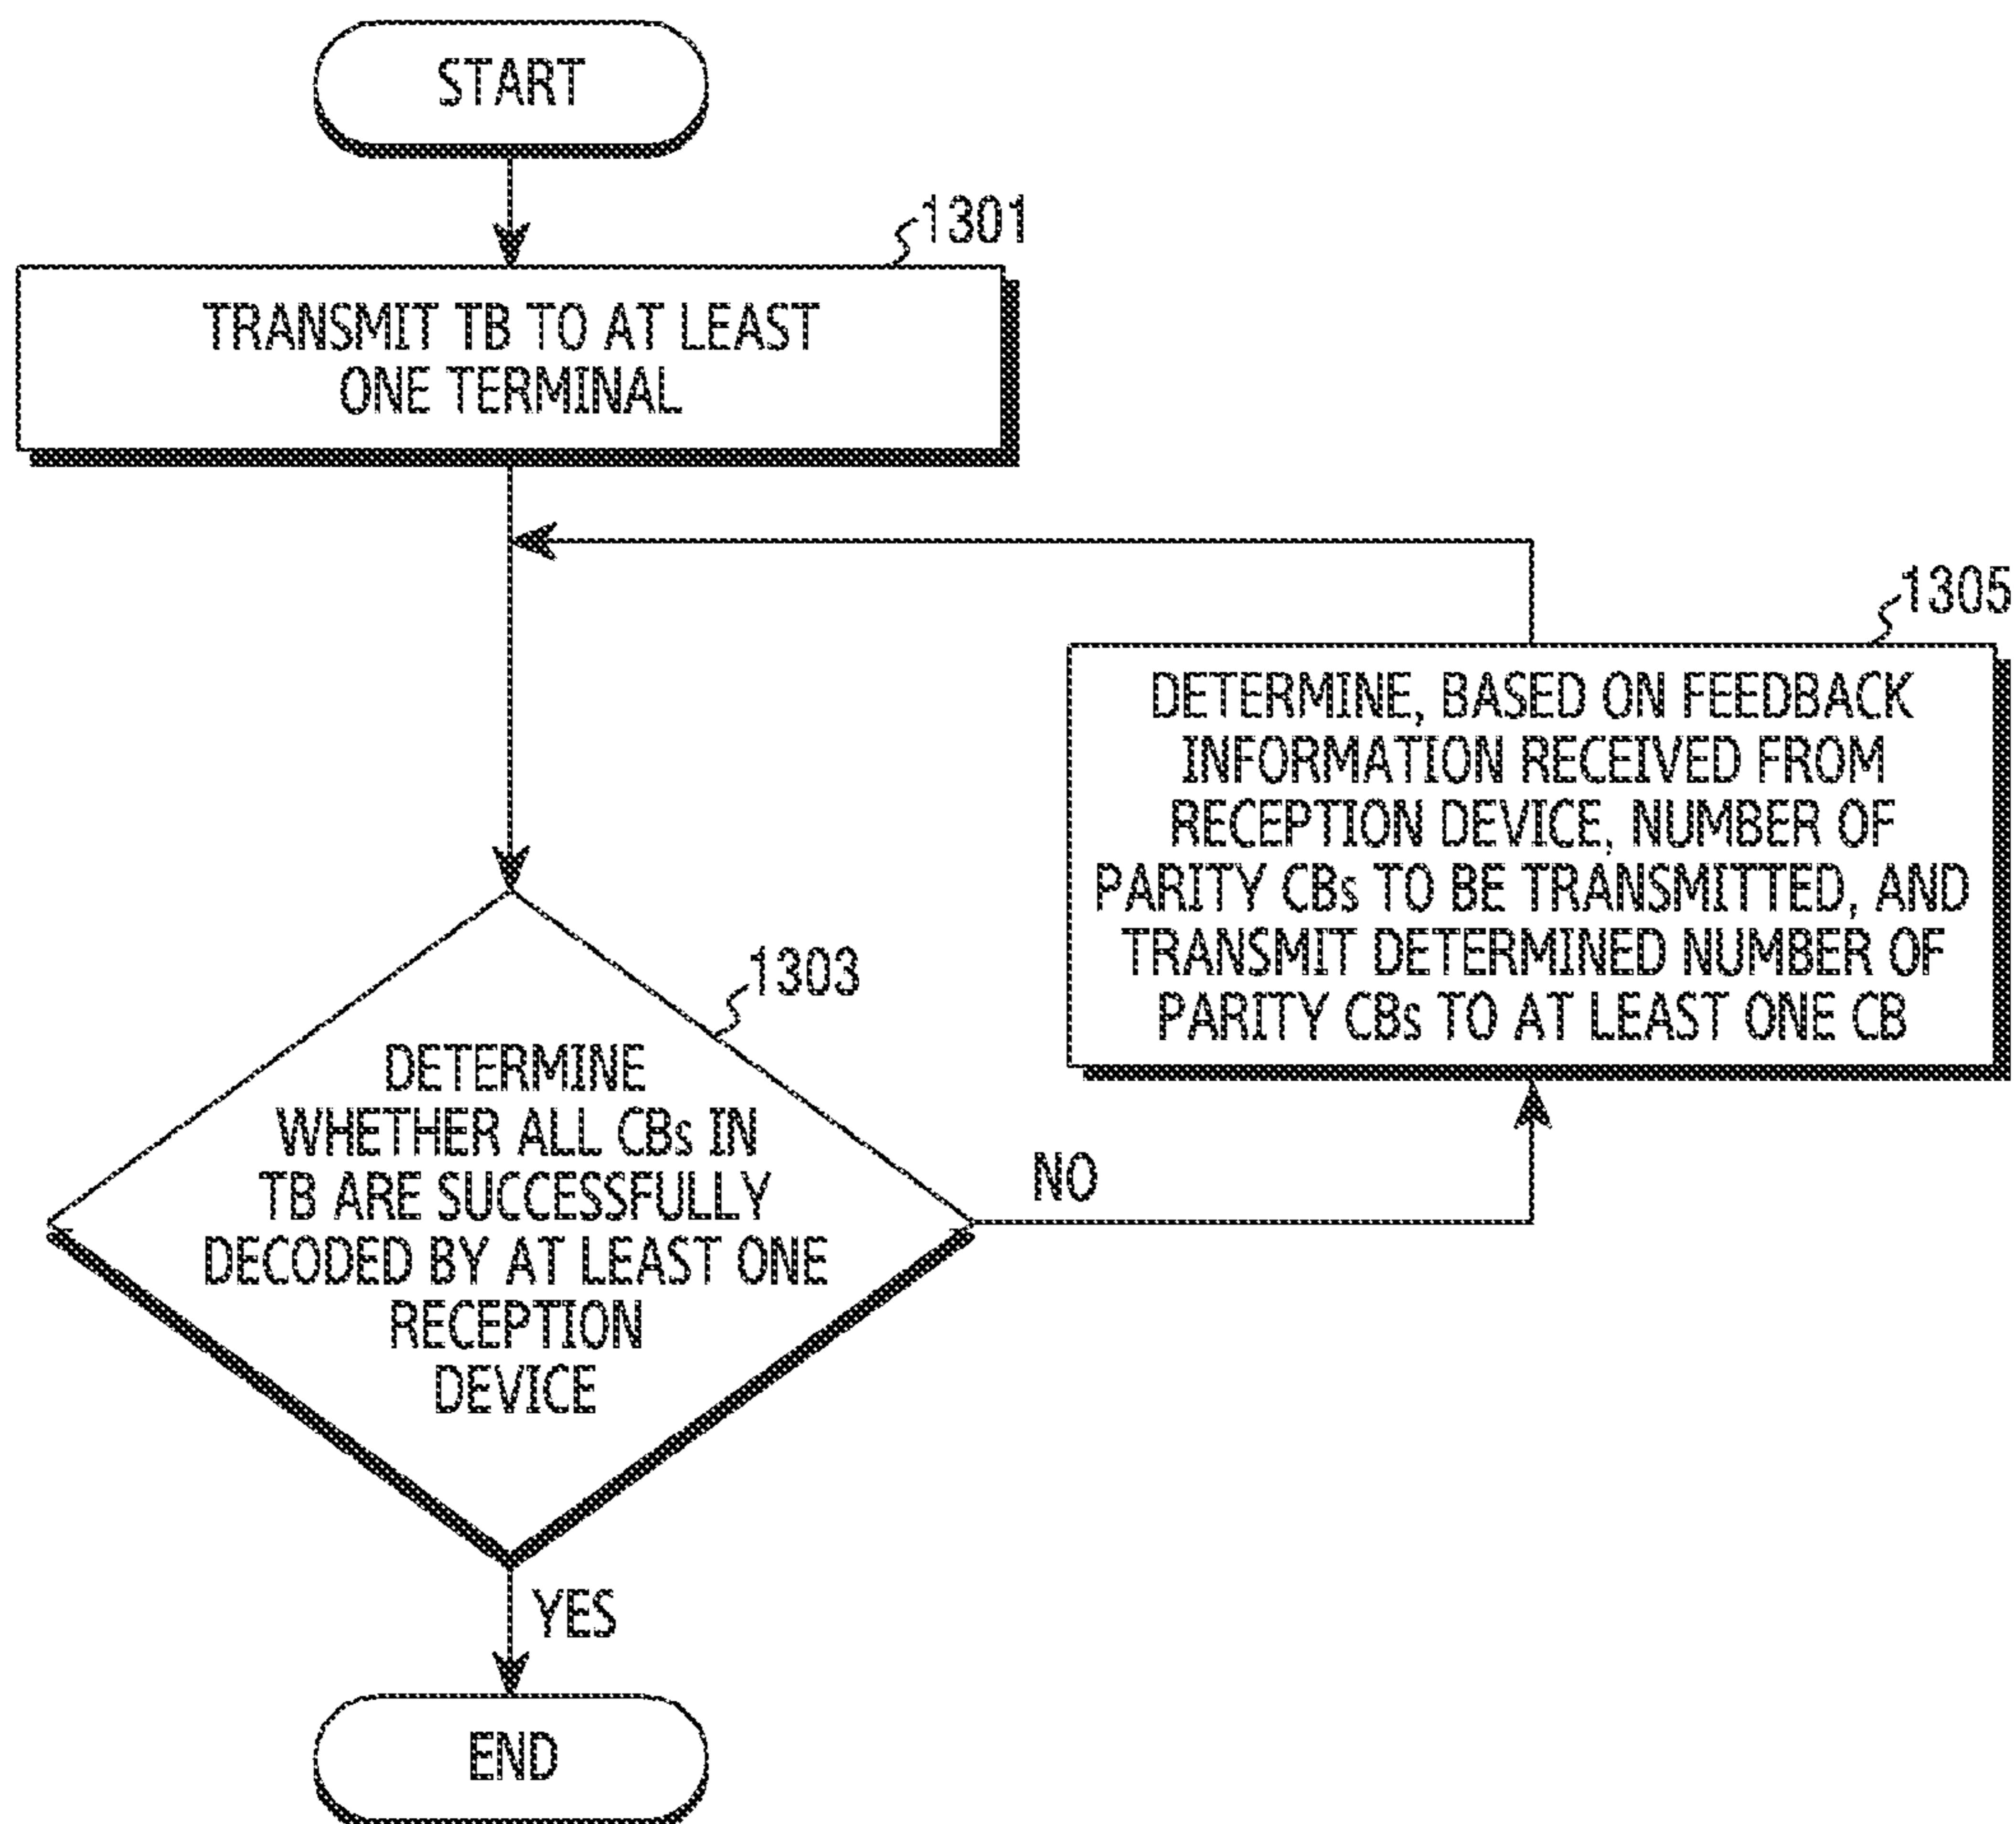 START
1301
TRANSMIT TB TO AT LEAST
ONE TERMINAL
1305
DETERMINE, BASED ON FEEDBACK
INFORMATION RECEIVED FROM
RECEPTION DEVICE, NUMBER OF
PARITY CBs TO BE TRANSMITTED, AND
TRANSMIT DETERMINED NUMBER OF
PARITY CBs TO AT LEAST ONE CB
1303
DETERMINE
WHETHER ALL CBs IN
TB ARE SUCCESSFULLY
DECODED BY AT LEAST ONE
RECEPTION
DEVICE
NO
YES
END